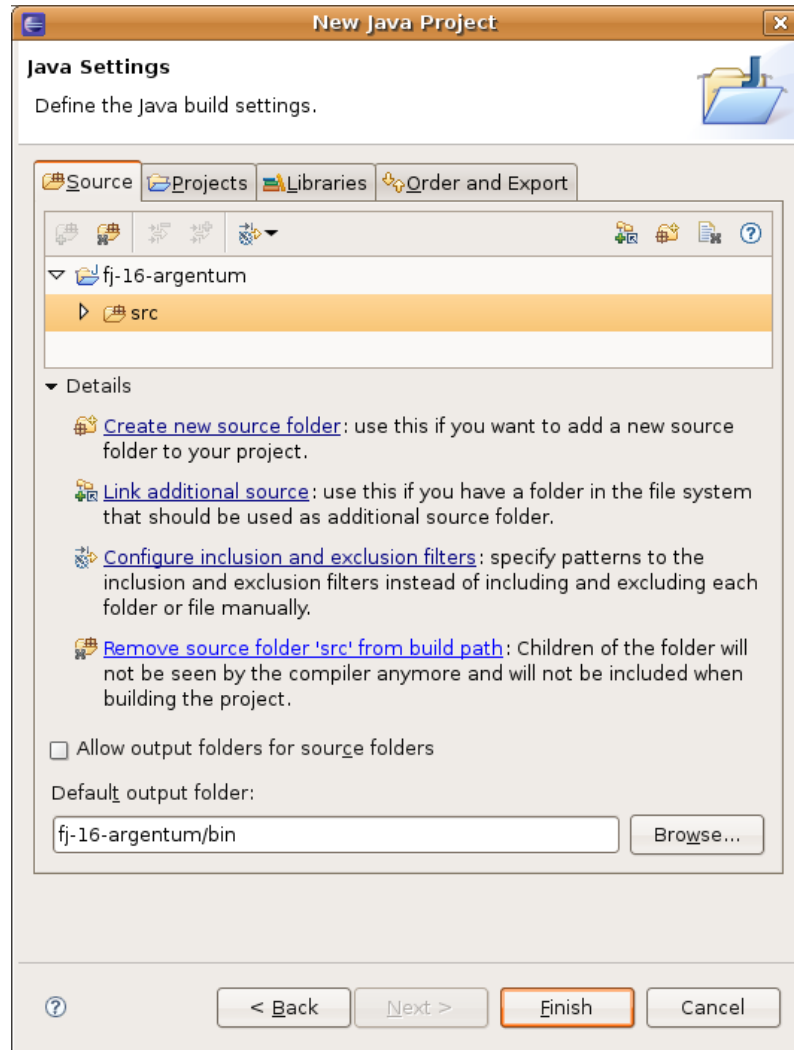 New Java Project
Java Settings
Define the Java build settings.
Source Projects Libraries Order and Export
fj-16-argentum
src
Details
Create new source folder: use this if you want to add a new source
folder to your project.
Link additional source: use this if you have a folder in the file system
that should be used as additional source folder.
Configure inclusion and exclusion filters: specify patterns to the
inclusion and exclusion filters instead of including and excluding each
folder or file manually.
Remove source folder 'src' from build path: Children of the folder will
not be seen by the compiler anymore and will not be included when
building the project.
Allow output folders for source folders
Default output folder:
fj-16-argentum/bin Browse...
< Back Next > Finish Cancel